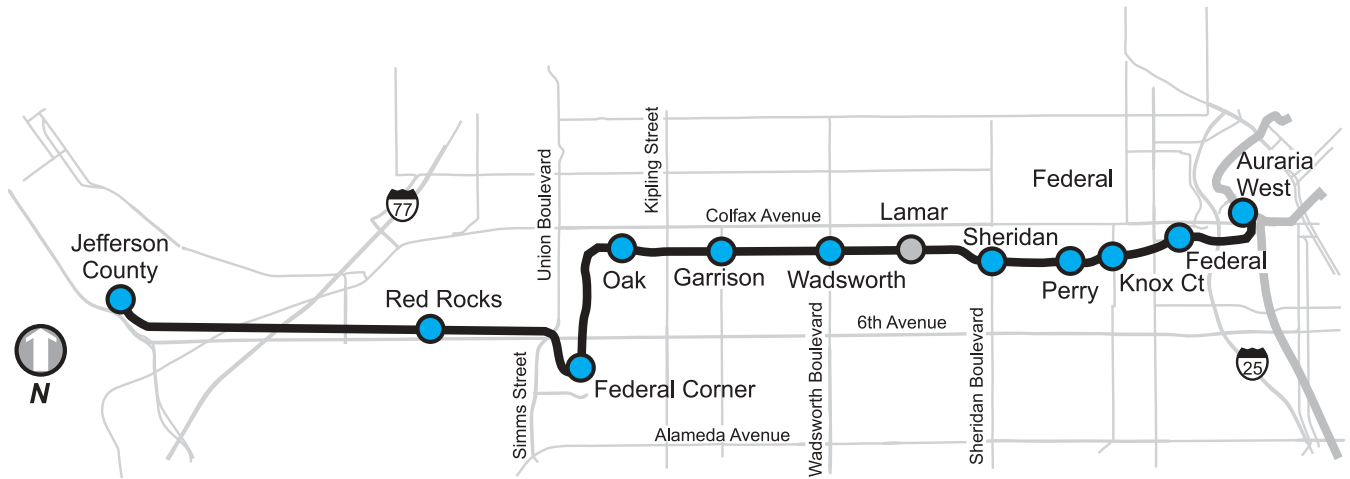 Jefferson
County
77
Red Rocks
Union Boulevard
Simms Street
Federal Corner
Oak
Kipling Street
Garrison
Colfax Avenue
Wadsworth
Wadsworth Boulevard
Lamar
6th Avenue
Alameda Avenue
Sheridan
Sheridan Boulevard
Perry
Federal
Knox Ct
Federal
Auraria
West
25
N